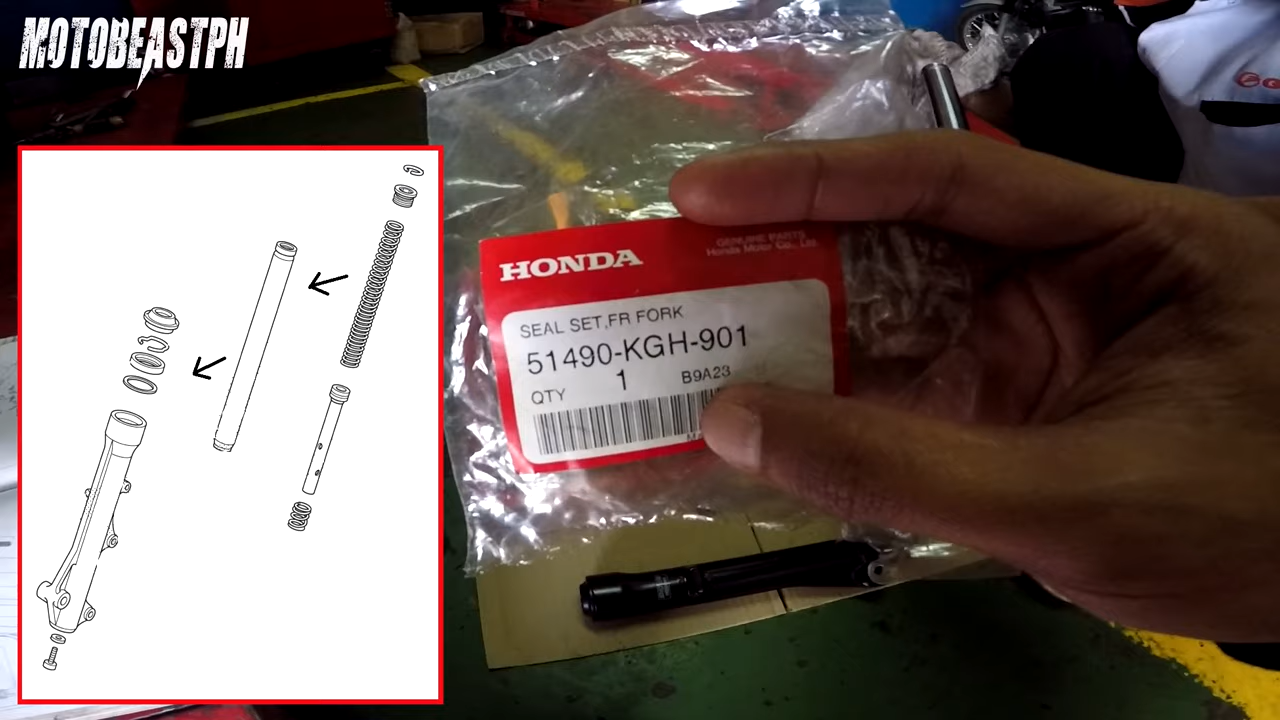 MOTOBEASTPH
HONDA
GENUINE PARTS
Honda Motor Co., Ltd.
SEAL SET,FR FORK
51490-KGH-901
QTY 1 B9A23